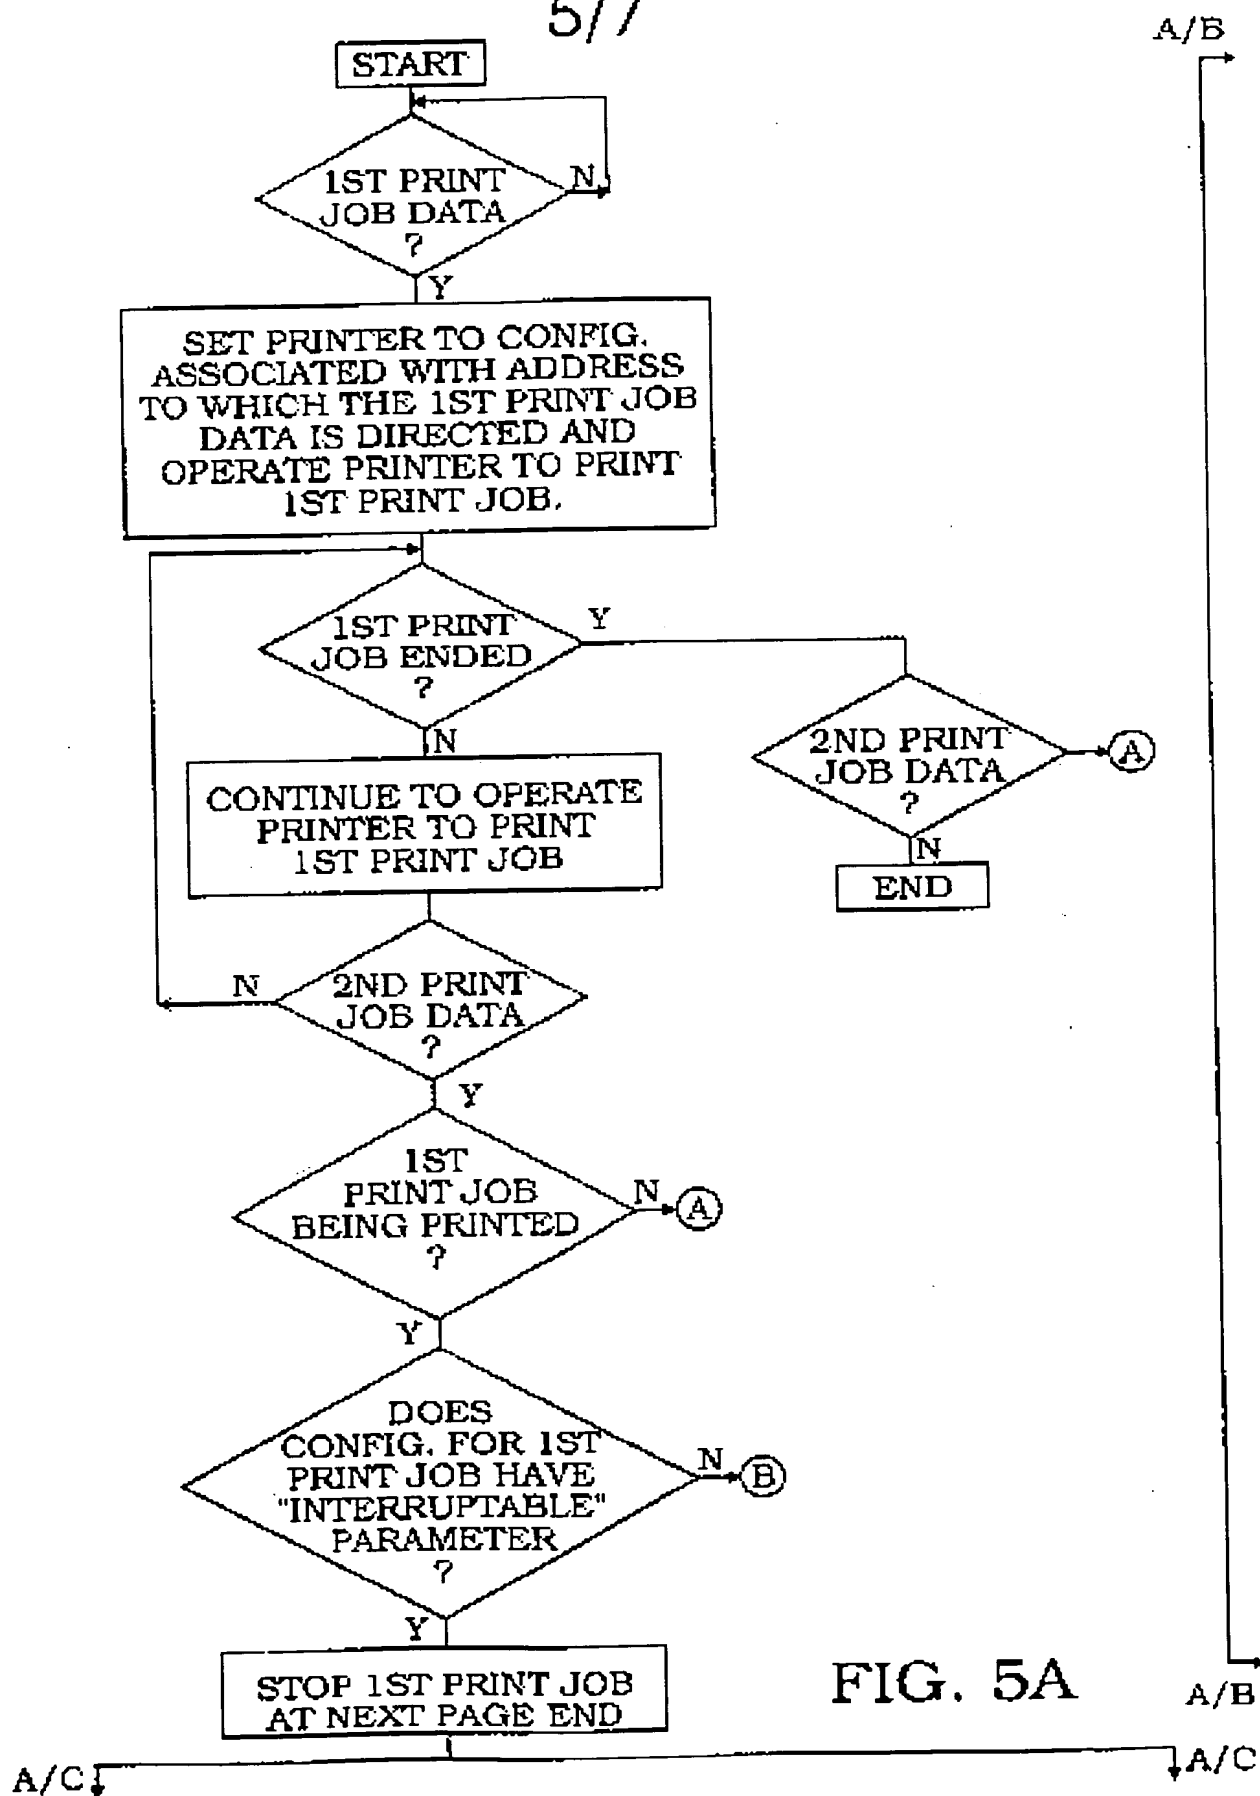 5/7
A/B
START
1ST PRINT
JOB DATA
?
N
Y
SET PRINTER TO CONFIG.
ASSOCIATED WITH ADDRESS
TO WHICH THE 1ST PRINT JOB
DATA IS DIRECTED AND
OPERATE PRINTER TO PRINT
1ST PRINT JOB.
1ST PRINT
JOB ENDED
?
Y
N
2ND PRINT
JOB DATA
?
A
N
END
CONTINUE TO OPERATE
PRINTER TO PRINT
1ST PRINT JOB
2ND PRINT
JOB DATA
?
N
Y
1ST
PRINT JOB
BEING PRINTED
?
N
A
Y
DOES
CONFIG. FOR 1ST
PRINT JOB HAVE
"INTERRUPTABLE"
PARAMETER
?
N
B
Y
STOP 1ST PRINT JOB
AT NEXT PAGE END
FIG. 5A
A/B
A/C
A/C